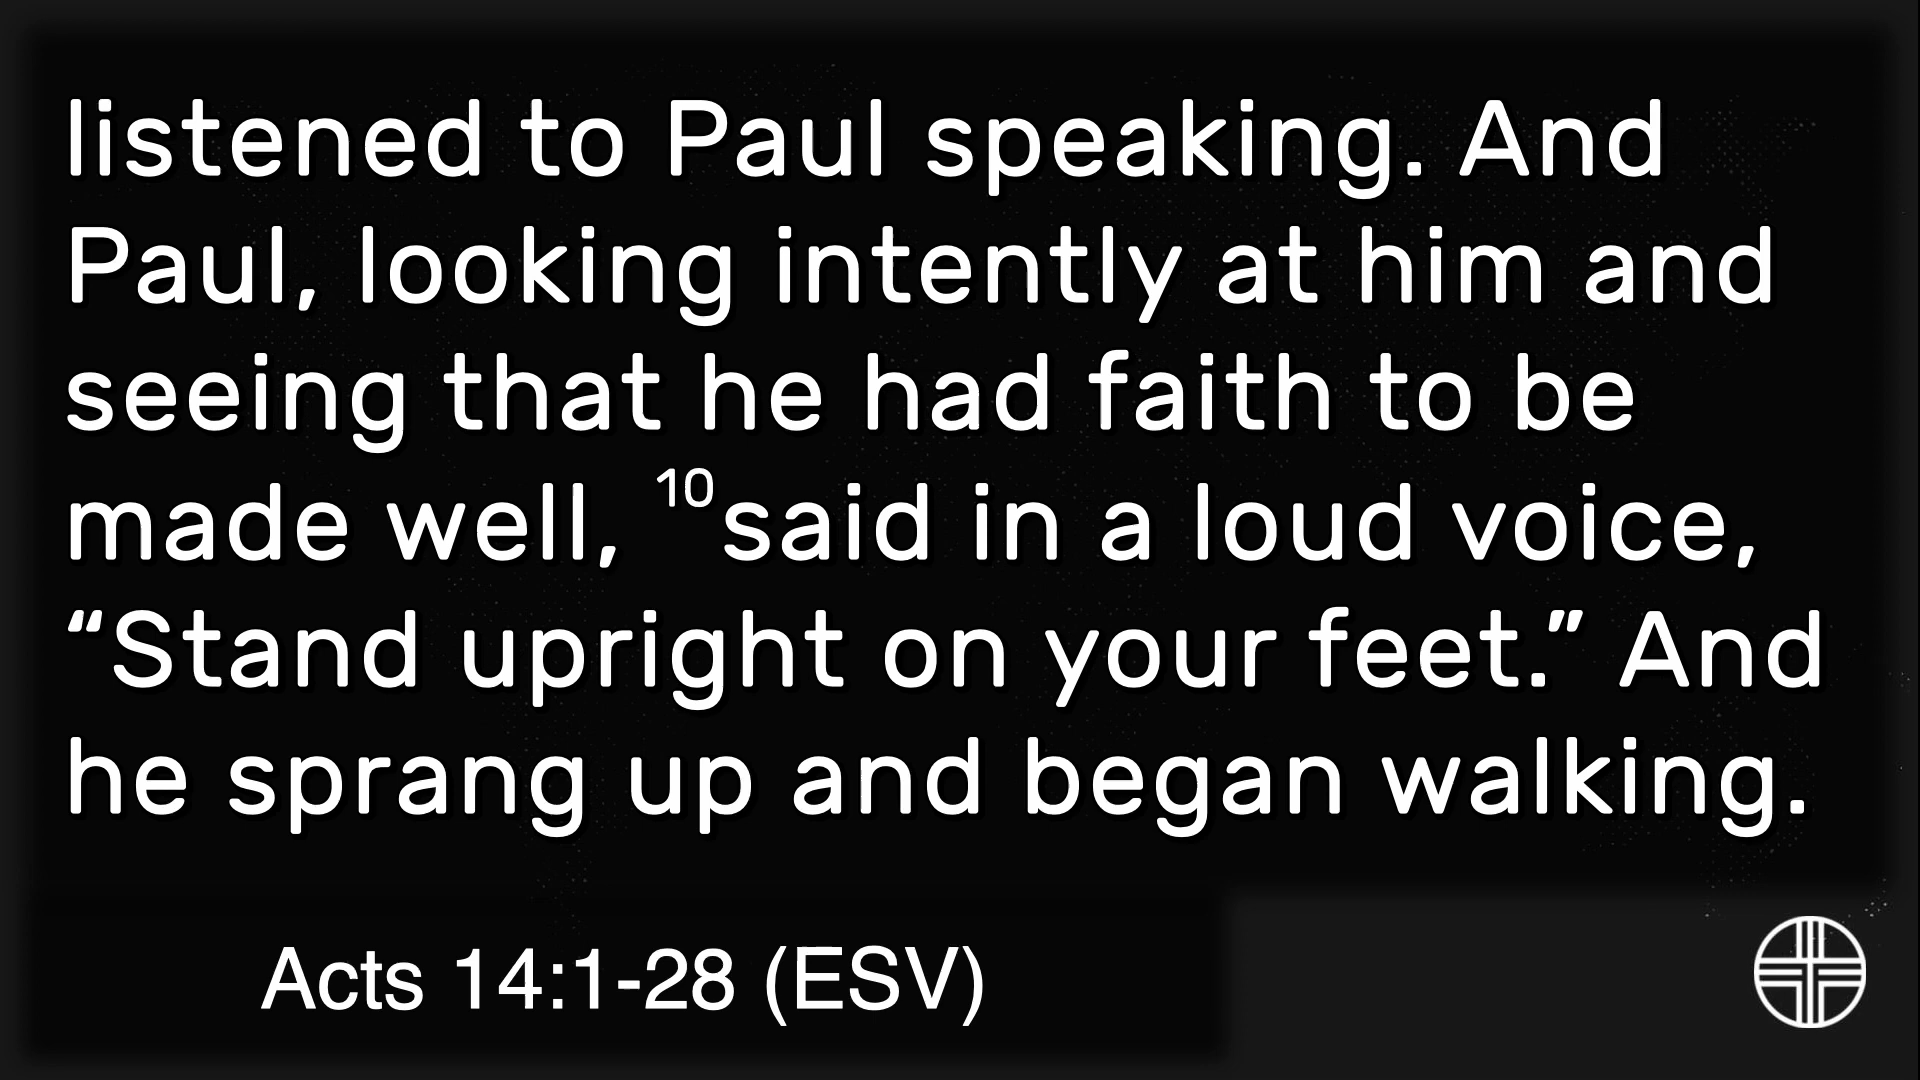 listened to Paul speaking. And
Paul, looking intently at him and
seeing that he had faith to be
made well, ¹⁰said in a loud voice,
“Stand upright on your feet.” And
he sprang up and began walking.
Acts 14:1-28 (ESV)